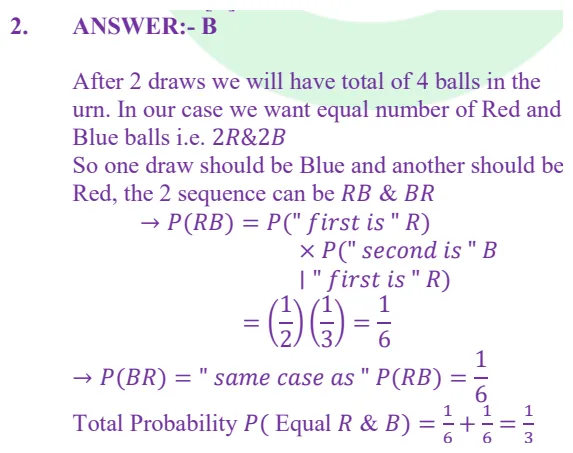 2. ANSWER:- B
After 2 draws we will have total of 4 balls in the
urn. In our case we want equal number of Red and
Blue balls i.e. 2R&2B
So one draw should be Blue and another should be
Red, the 2 sequence can be RB & BR
→ P(RB) = P(" first is " R)
× P(" second is " B
| " first is " R)
= (1/2)(1/3) = 1/6
→ P(BR) = " same case as " P(RB) = 1/6
Total Probability P( Equal R & B) = 1/6 + 1/6 = 1/3